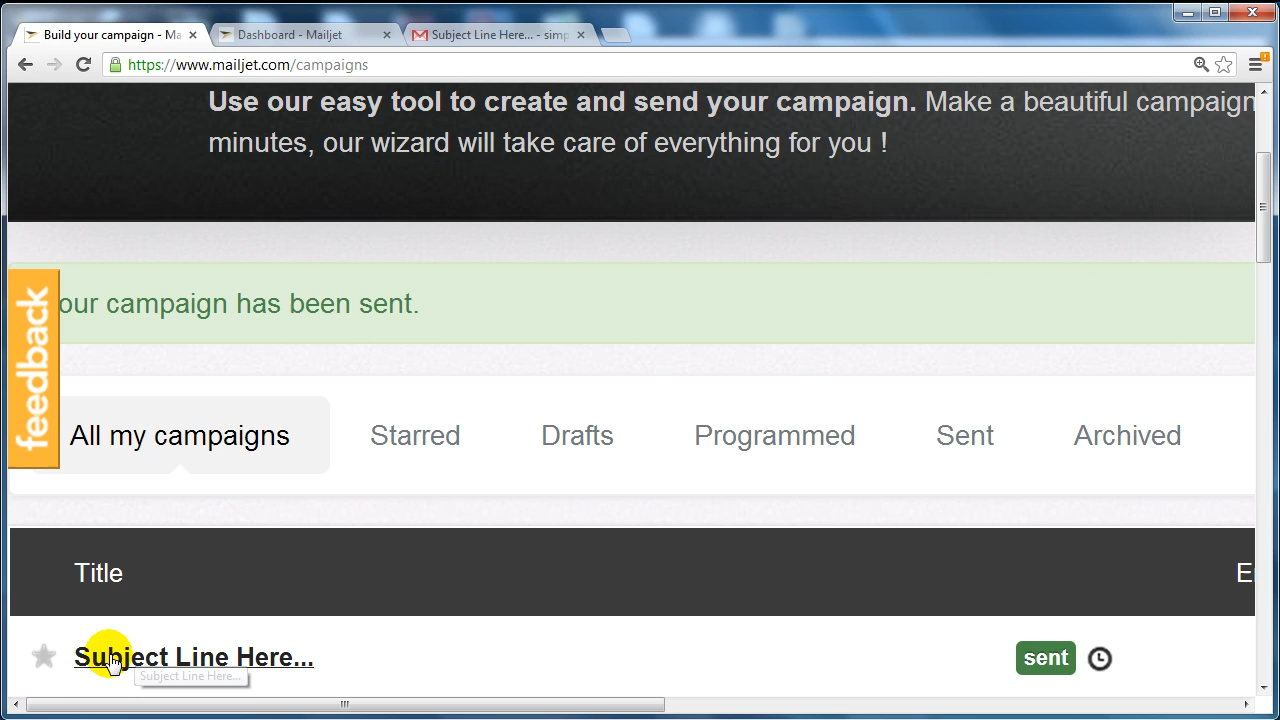 Build your campaign - Ma
Dashboard - Mailjet
Subject Line Here... - simp
https://www.mailjet.com/campaigns
Use our easy tool to create and send your campaign. Make a beautiful campaign
minutes, our wizard will take care of everything for you !
our campaign has been sent.
feedback
All my campaigns
Starred
Drafts
Programmed
Sent
Archived
Title
E
Subject Line Here...
sent
Subject Line Here...